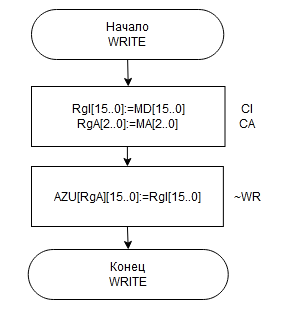 Начало
WRITE
RgI[15..0]:=MD[15..0] CI
RgA[2..0]:=MA[2..0] CA
AZU[RgA][15..0]:=RgI[15..0] ~WR
Конец
WRITE